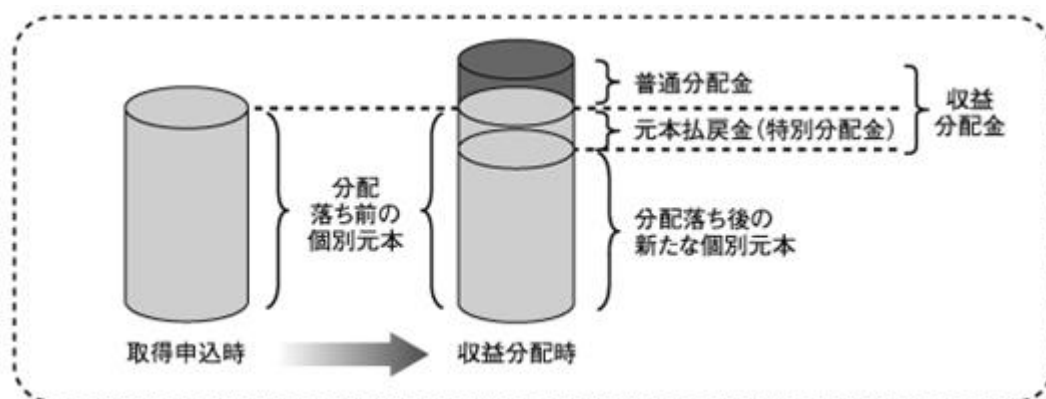 普通分配金
元本払戻金(特別分配金)
収益
分配金
分配
落ち前の
個別元本
分配落ち後の
新たな個別元本
取得申込時
収益分配時